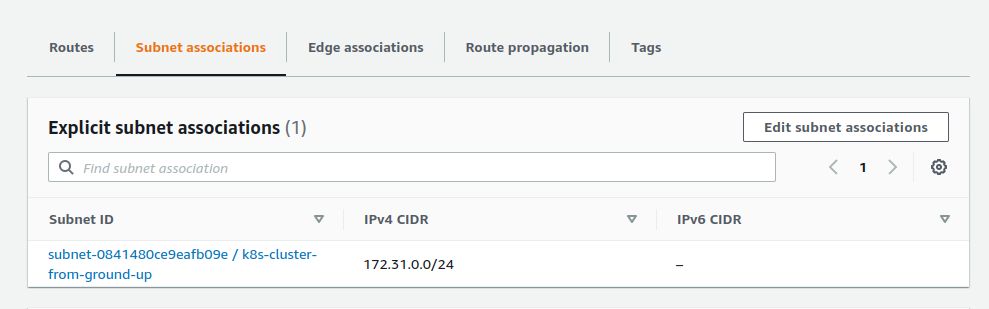 Routes Subnet associations Edge associations Route propagation Tags
Explicit subnet associations (1) Edit subnet associations
Find subnet association 1
Subnet ID IPv4 CIDR IPv6 CIDR
subnet-0841480ce9eafb09e / k8s-cluster-
from-ground-up 172.31.0.0/24 –